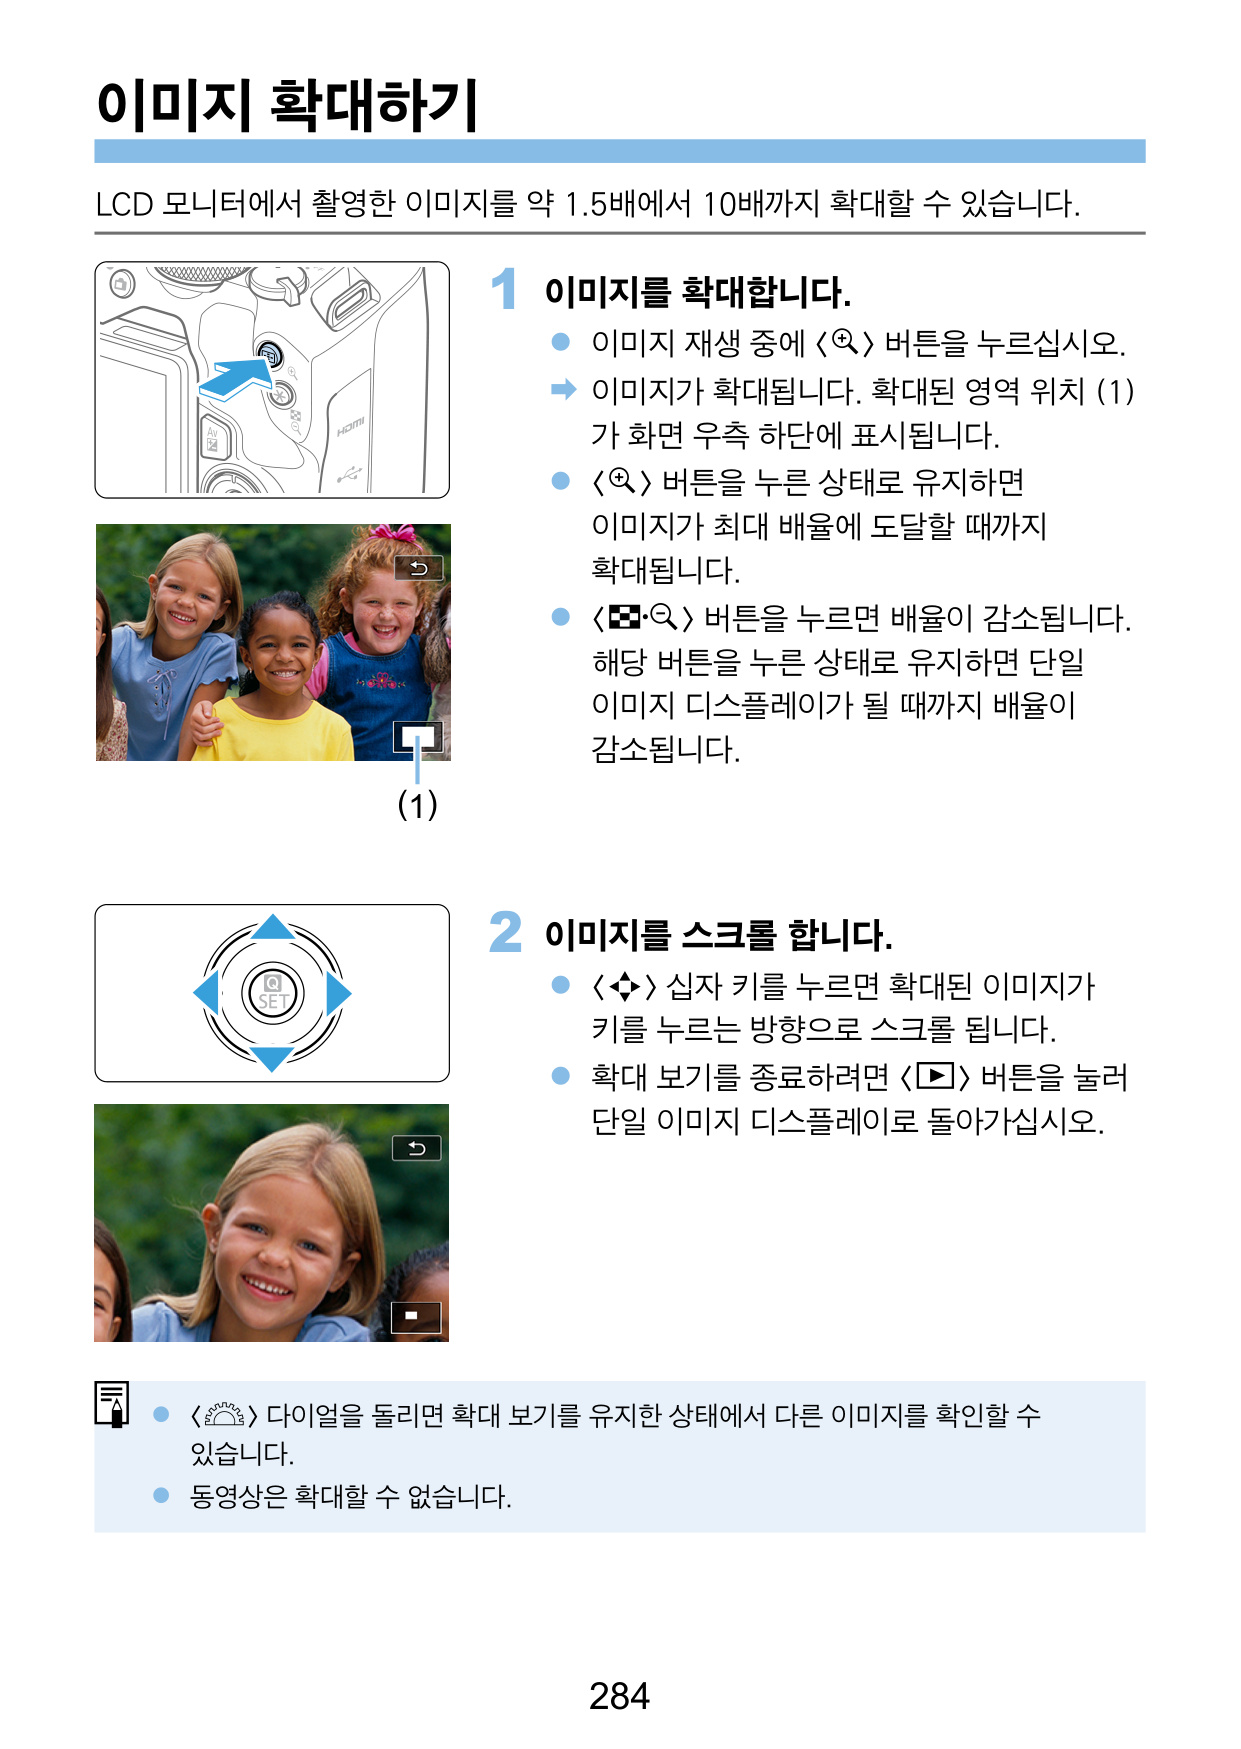 이미지 확대하기
LCD 모니터에서 촬영한 이미지를 약 1.5배에서 10배까지 확대할 수 있습니다.
Av
HDMI
(1)
1 이미지를 확대합니다.
● 이미지 재생 중에 〈🔍〉 버튼을 누르십시오.
➡ 이미지가 확대됩니다. 확대된 영역 위치 (1)
가 화면 우측 하단에 표시됩니다.
● 〈🔍〉 버튼을 누른 상태로 유지하면
이미지가 최대 배율에 도달할 때까지
확대됩니다.
● 〈▦·🔍〉 버튼을 누르면 배율이 감소됩니다.
해당 버튼을 누른 상태로 유지하면 단일
이미지 디스플레이가 될 때까지 배율이
감소됩니다.
Q
SET
2 이미지를 스크롤 합니다.
● 〈✥〉 십자 키를 누르면 확대된 이미지가
키를 누르는 방향으로 스크롤 됩니다.
● 확대 보기를 종료하려면 〈▶〉 버튼을 눌러
단일 이미지 디스플레이로 돌아가십시오.
● 〈〉 다이얼을 돌리면 확대 보기를 유지한 상태에서 다른 이미지를 확인할 수
있습니다.
● 동영상은 확대할 수 없습니다.
284